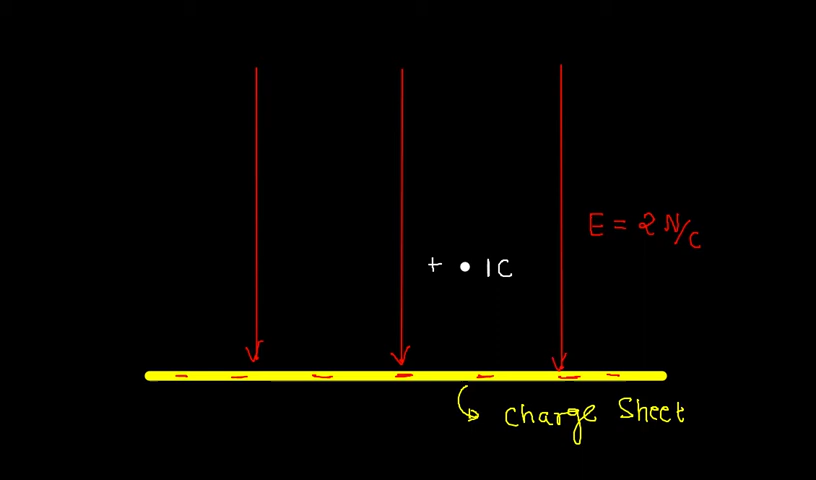 E = 2 N/C
+ • 1C
charge sheet